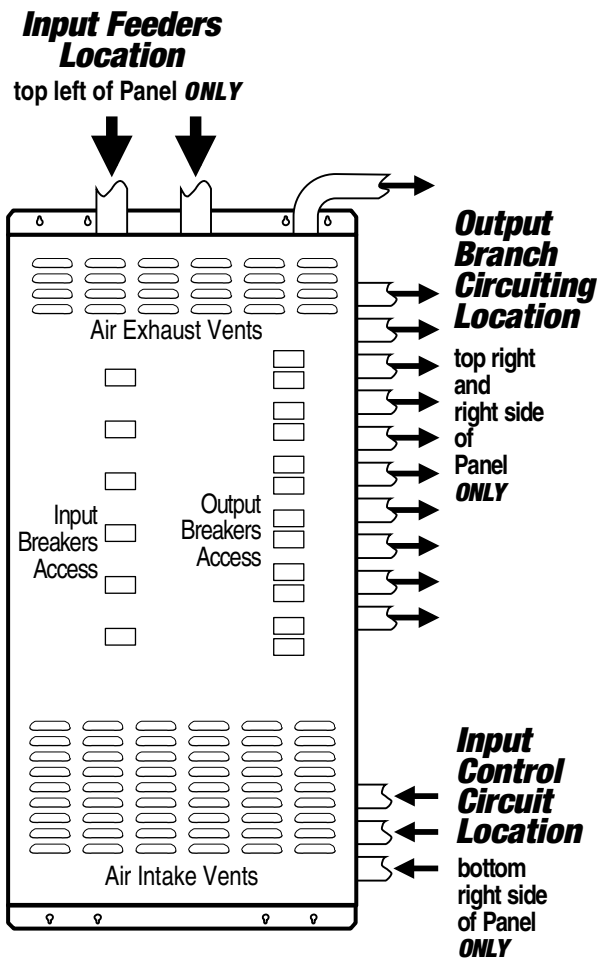 Input Feeders
Location
top left of Panel ONLY
Output
Branch
Circuiting
Location
top right
and
right side
of
Panel
ONLY
Air Exhaust Vents
Input
Breakers
Access
Output
Breakers
Access
Input
Control
Circuit
Location
bottom
right side
of Panel
ONLY
Air Intake Vents